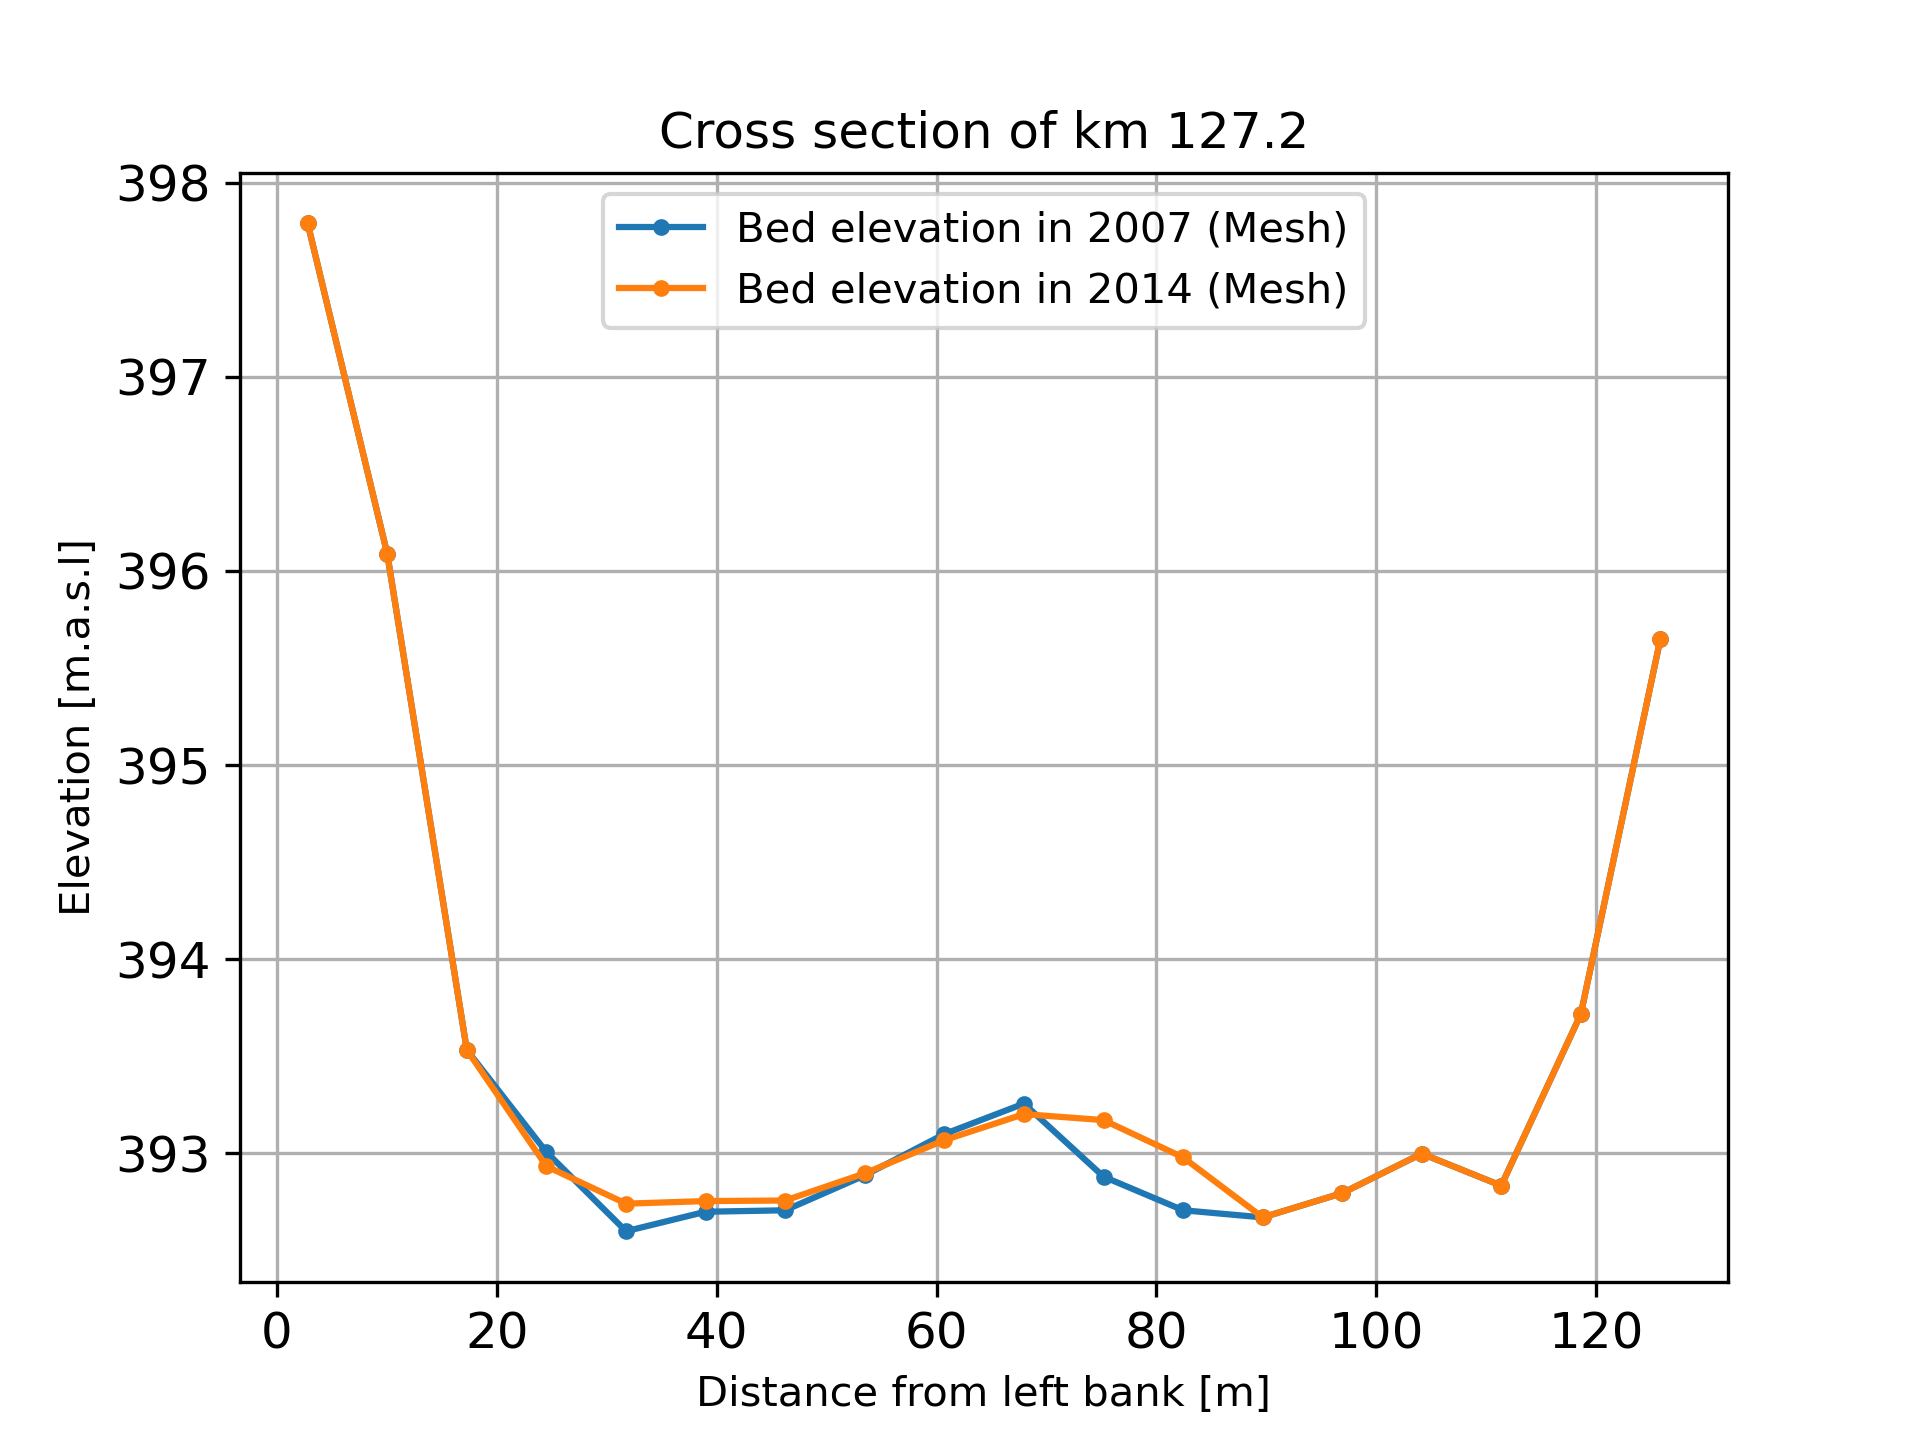 Cross section of km 127.2
Bed elevation in 2007 (Mesh)
Bed elevation in 2014 (Mesh)
Elevation [m.a.s.l]
398
397
396
395
394
393
0 20 40 60 80 100 120
Distance from left bank [m]